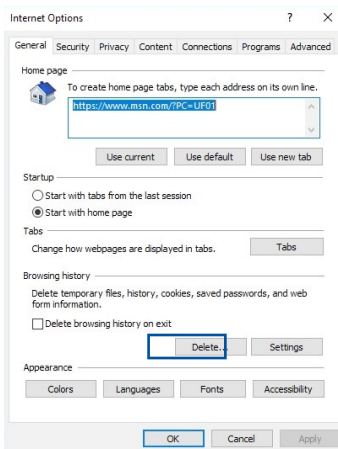 Internet Options ? X
General Security Privacy Content Connections Programs Advanced
Home page
To create home page tabs, type each address on its own line.
https://www.msn.com/?PC=UF01
Use current Use default Use new tab
Startup
Start with tabs from the last session
Start with home page
Tabs
Change how webpages are displayed in tabs. Tabs
Browsing history
Delete temporary files, history, cookies, saved passwords, and web
form information.
Delete browsing history on exit
Delete... Settings
Appearance
Colors Languages Fonts Accessibility
OK Cancel Apply